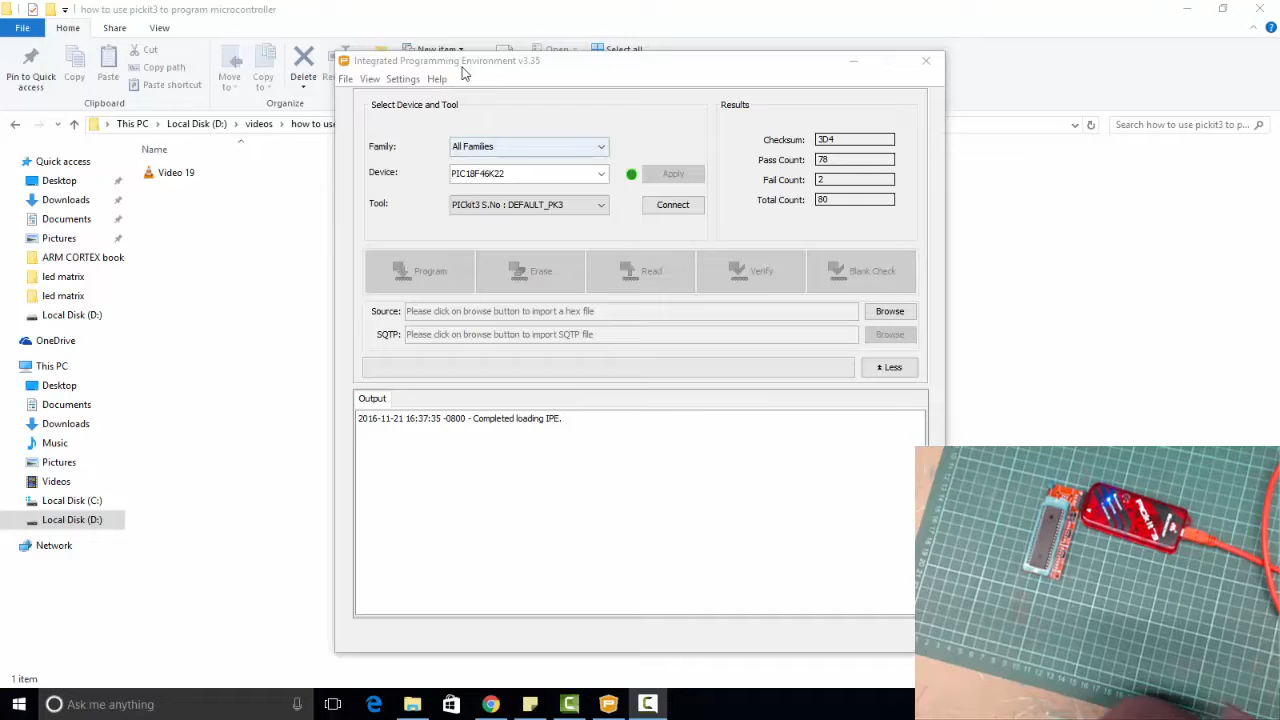 how to use pickit3 to program microcontroller
File
Home
Share
View
Pin to Quick
access
Copy
Paste
Cut
Copy path
Paste shortcut
Clipboard
Move
to
Copy
to
Delete
Organize
New item
Open
Select all
This PC
Local Disk (D:)
videos
how to use
Search how to use pickit3 to p...
Name
Video 19
Quick access
Desktop
Downloads
Documents
Pictures
ARM CORTEX book
led matrix
led matrix
Local Disk (D:)
OneDrive
This PC
Desktop
Documents
Downloads
Music
Pictures
Videos
Local Disk (C:)
Local Disk (D:)
Network
1 item
Integrated Programming Environment v3.35
File View Settings Help
Select Device and Tool
Family: All Families
Device: PIC18F46K22 Apply
Tool: PICkit3 S.No : DEFAULT_PK3 Connect
Results
Checksum: 3D4
Pass Count: 78
Fail Count: 2
Total Count: 80
Program Erase Read Verify Blank Check
Source: Please click on browse button to import a hex file Browse
SQTP: Please click on browse button to import SQTP file Browse
Less
Output
2016-11-21 16:37:35 -0800 - Completed loading IPE.
PICkit 3
Ask me anything